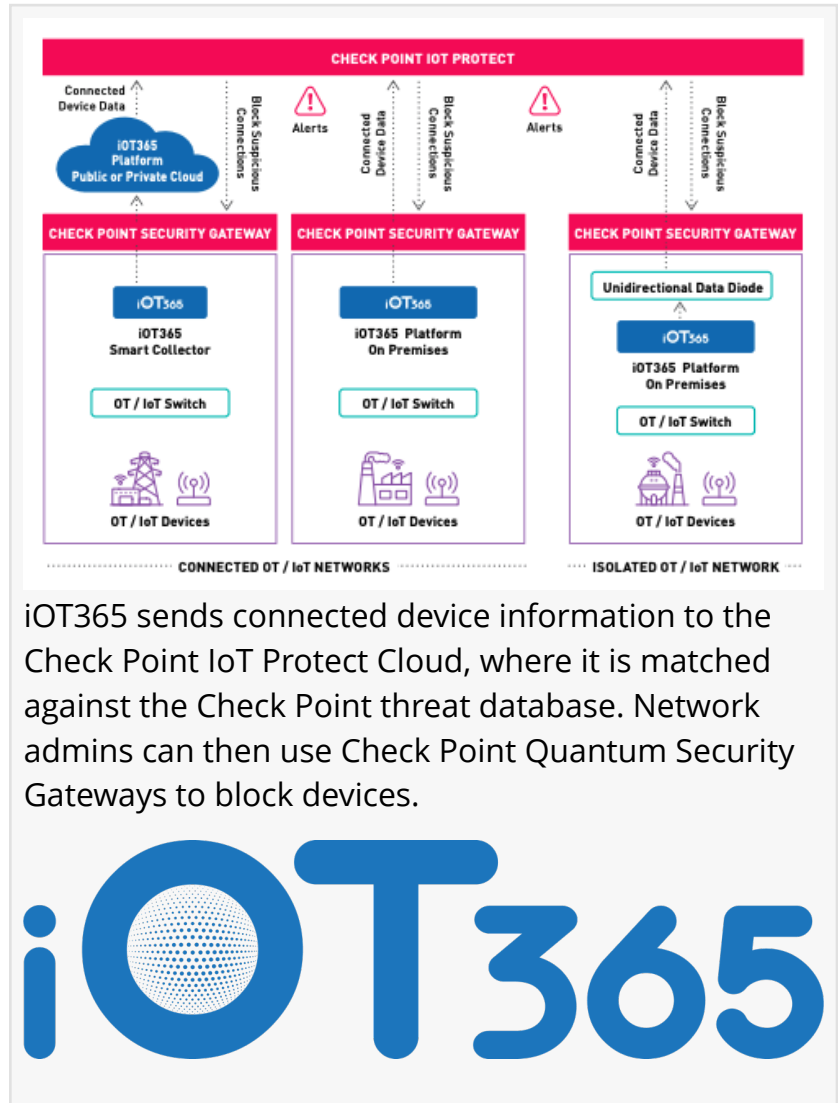 CHECK POINT IOT PROTECT
Connected
Device Data
Block Suspicious
Connections
Alerts
Connected
Device Data
Block Suspicious
Connections
Alerts
Connected
Device Data
Block Suspicious
Connections
iOT365
Platform
Public or Private Cloud
CHECK POINT SECURITY GATEWAY
CHECK POINT SECURITY GATEWAY
CHECK POINT SECURITY GATEWAY
iOT365
iOT365
Smart Collector
OT / IoT Switch
OT / IoT Devices
iOT365
iOT365 Platform
On Premises
OT / IoT Switch
OT / IoT Devices
Unidirectional Data Diode
iOT365
iOT365 Platform
On Premises
OT / IoT Switch
OT / IoT Devices
CONNECTED OT / IoT NETWORKS
ISOLATED OT / IoT NETWORK
iOT365 sends connected device information to the
Check Point IoT Protect Cloud, where it is matched
against the Check Point threat database. Network
admins can then use Check Point Quantum Security
Gateways to block devices.
iOT365